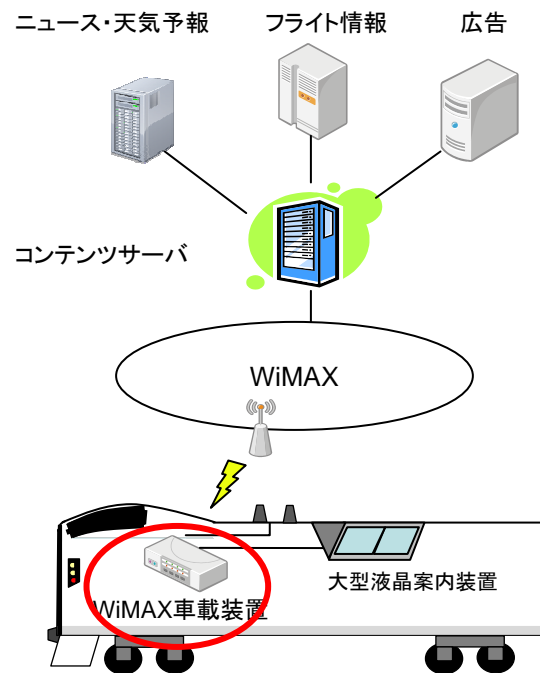 ニュース・天気予報
フライト情報
広告
コンテンツサーバ
WiMAX
大型液晶案内装置
WiMAX車載装置